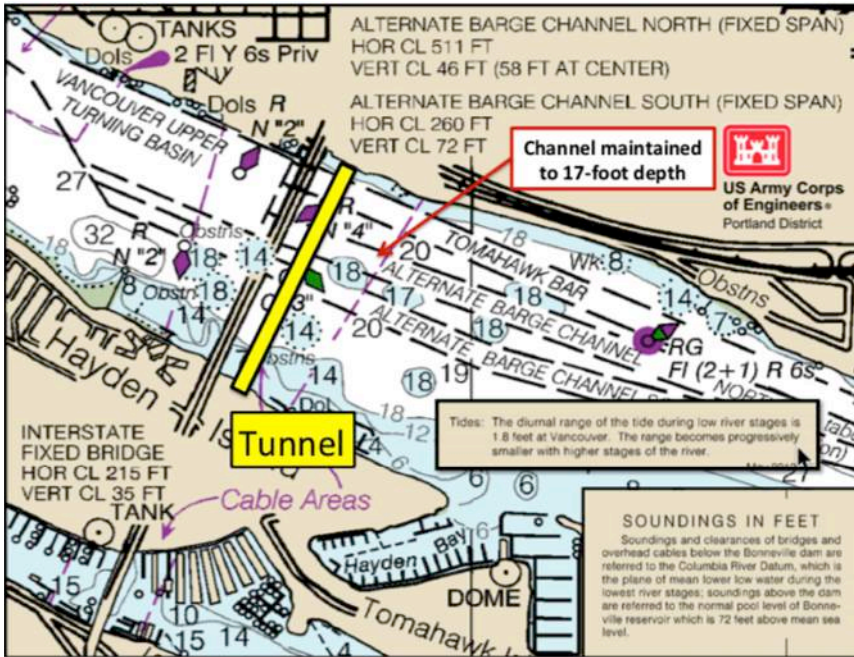 TANKS
Dols
2 Fl Y 6s Priv
ALTERNATE BARGE CHANNEL NORTH (FIXED SPAN)
HOR CL 511 FT
VERT CL 46 FT (58 FT AT CENTER)
ALTERNATE BARGE CHANNEL SOUTH (FIXED SPAN)
HOR CL 260 FT
VERT CL 72 FT
Channel maintained
to 17-foot depth
US Army Corps
of Engineers®
Portland District
VANCOUVER UPPER
TURNING BASIN
Dols
R
N "2"
27
18
32
R
N "2"
Obstns
18
14
18
8
14
R
N "4"
18
14
Obstns
14
Dol
20
17
20
18
19
18
TOMAHAWK BAR
ALTERNATE BARGE CHANNEL
ALTERNATE BARGE CHANNEL
18
18
18
WK
8
14
7
Obstns
RG
Fl (2+1) R 6s
18
12
6
4
Hayden
Tunnel
Tides: The diurnal range of the tide during low river stages is
1.8 feet at Vancouver. The range becomes progressively
smaller with higher stages of the river.
27
INTERSTATE
FIXED BRIDGE
HOR CL 215 FT
VERT CL 35 FT
TANK
Cable Areas
15
10
15
14
4
6
6
6
Hayden Bay
DOME
Tomahawk
SOUNDINGS IN FEET
Soundings and clearances of bridges and
overhead cables below the Bonneville dam are
referred to the Columbia River Datum, which is
the plane of mean lower low water during the
lowest river stages; soundings above the dam
are referred to the normal pool level of Bonne-
ville reservoir which is 72 feet above mean sea
level.